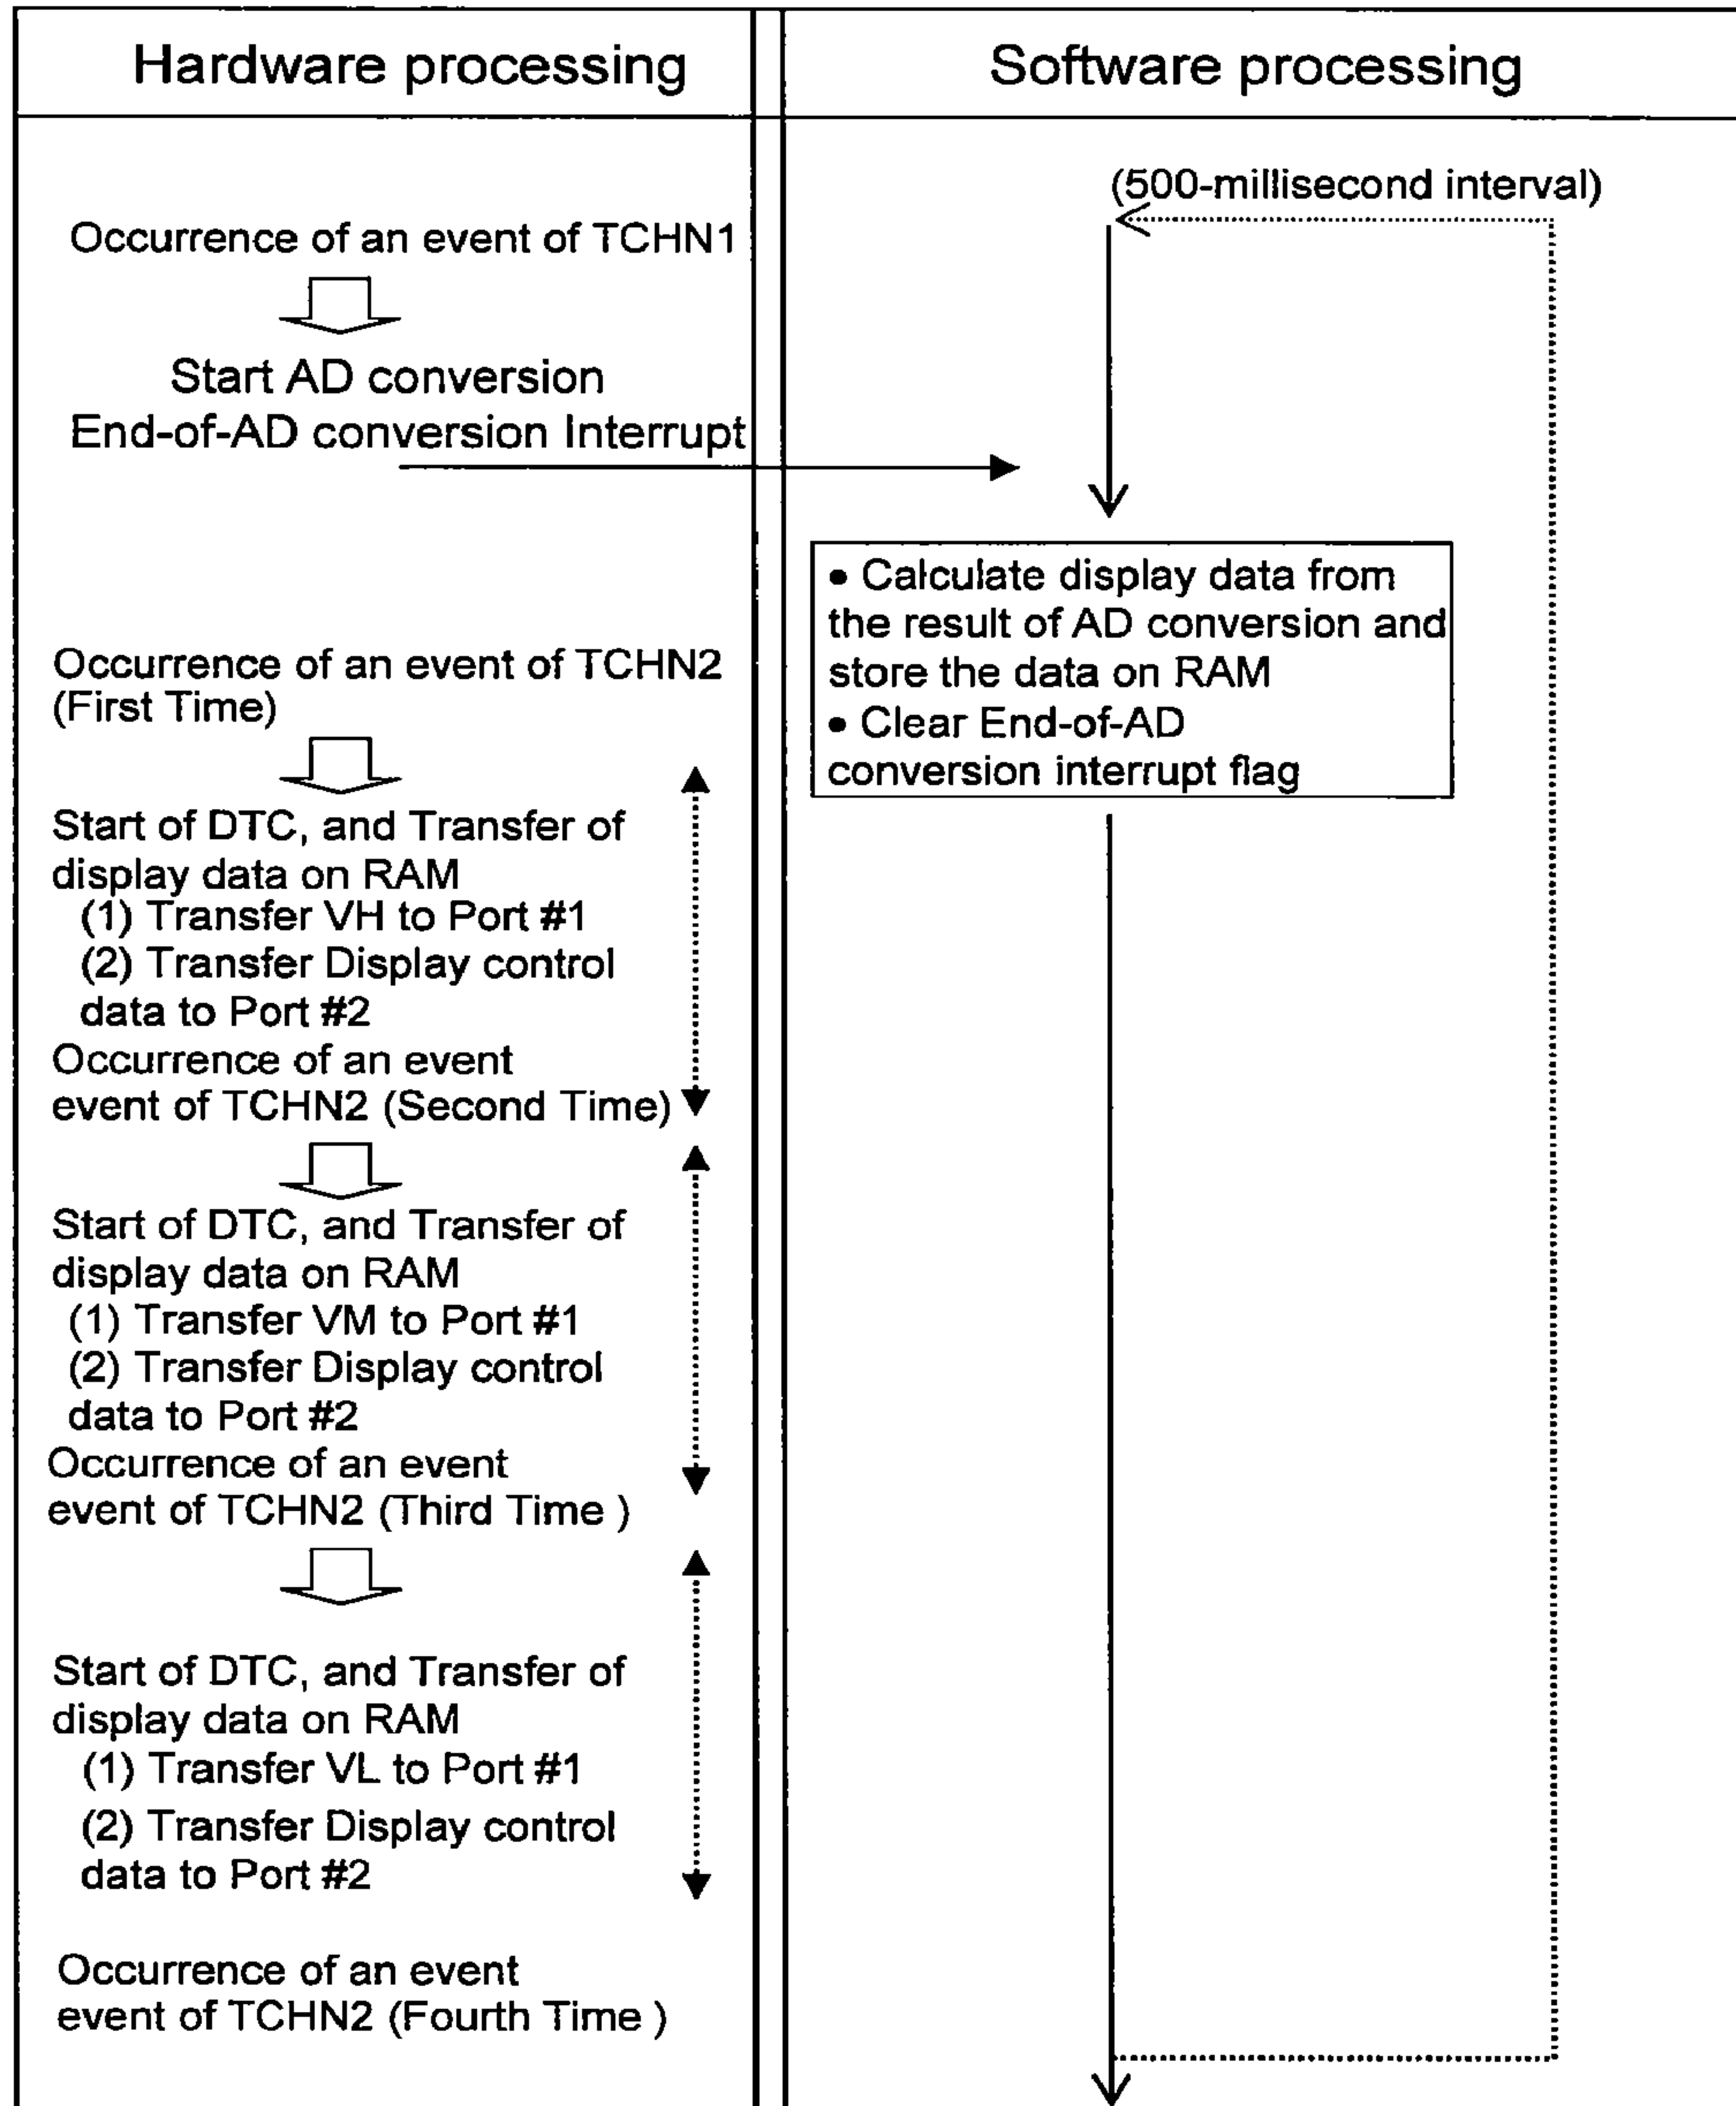 Hardware processing
Software processing
Occurrence of an event of TCHN1
Start AD conversion
End-of-AD conversion Interrupt
Occurrence of an event of TCHN2
(First Time)
Start of DTC, and Transfer of
display data on RAM
(1) Transfer VH to Port #1
(2) Transfer Display control
data to Port #2
Occurrence of an event
event of TCHN2 (Second Time)
Start of DTC, and Transfer of
display data on RAM
(1) Transfer VM to Port #1
(2) Transfer Display control
data to Port #2
Occurrence of an event
event of TCHN2 (Third Time )
Start of DTC, and Transfer of
display data on RAM
(1) Transfer VL to Port #1
(2) Transfer Display control
data to Port #2
Occurrence of an event
event of TCHN2 (Fourth Time )
(500-millisecond interval)
• Calculate display data from
the result of AD conversion and
store the data on RAM
• Clear End-of-AD
conversion interrupt flag